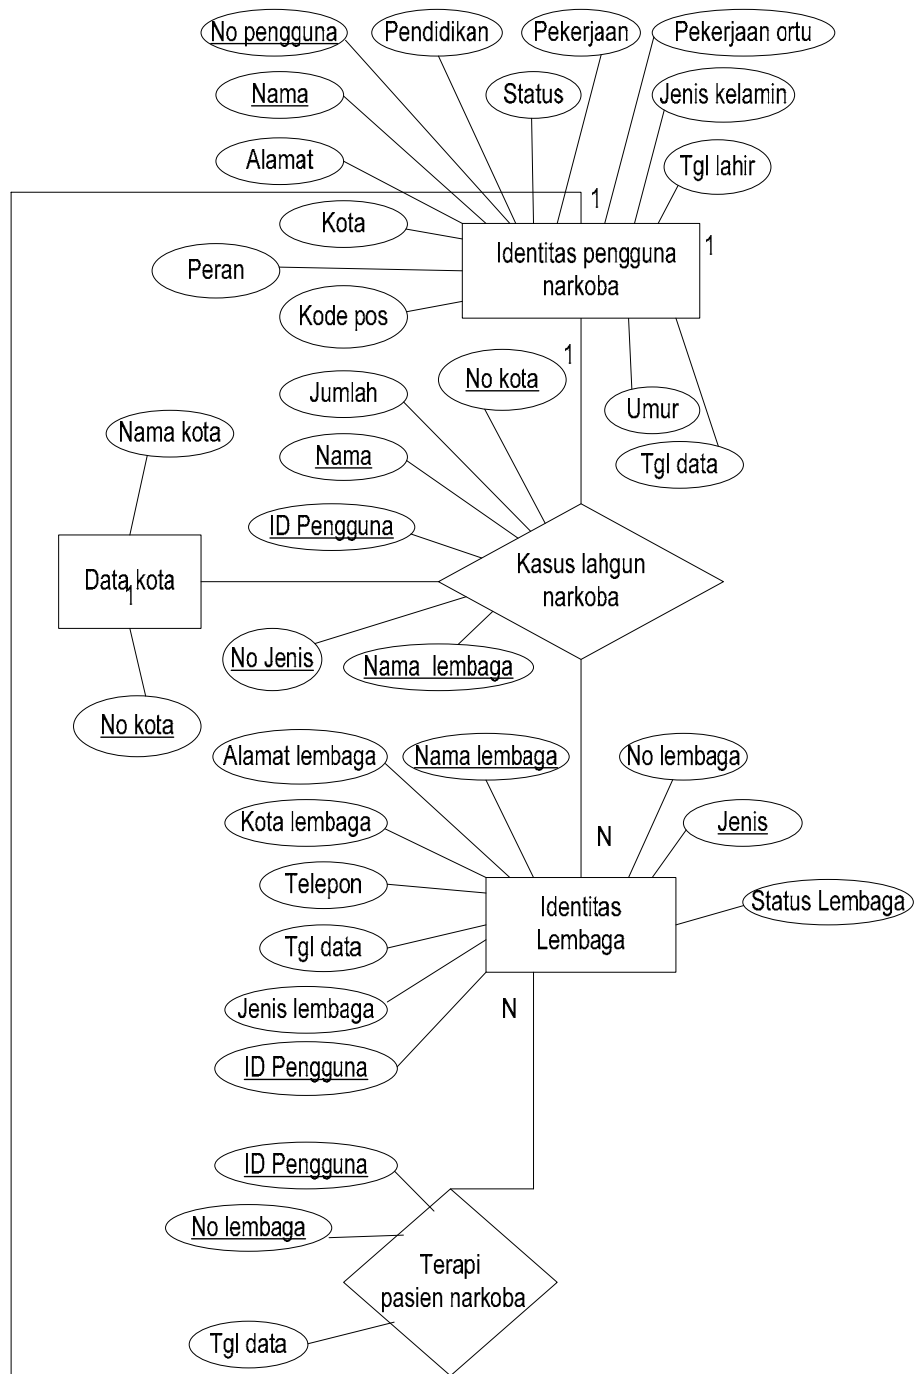 No pengguna
Pendidikan
Pekerjaan
Pekerjaan ortu
Nama
Status
Jenis kelamin
Alamat
Tgl lahir
1
Kota
Identitas pengguna
narkoba
1
Peran
Kode pos
1
No kota
Jumlah
Umur
Nama kota
Nama
Tgl data
ID Pengguna
Data kota
1
Kasus lahgun
narkoba
No Jenis
Nama lembaga
No kota
Alamat lembaga
Nama lembaga
No lembaga
Kota lembaga
N
Jenis
Telepon
Identitas
Lembaga
Status Lembaga
Tgl data
Jenis lembaga
N
ID Pengguna
ID Pengguna
No lembaga
Terapi
pasien narkoba
Tgl data